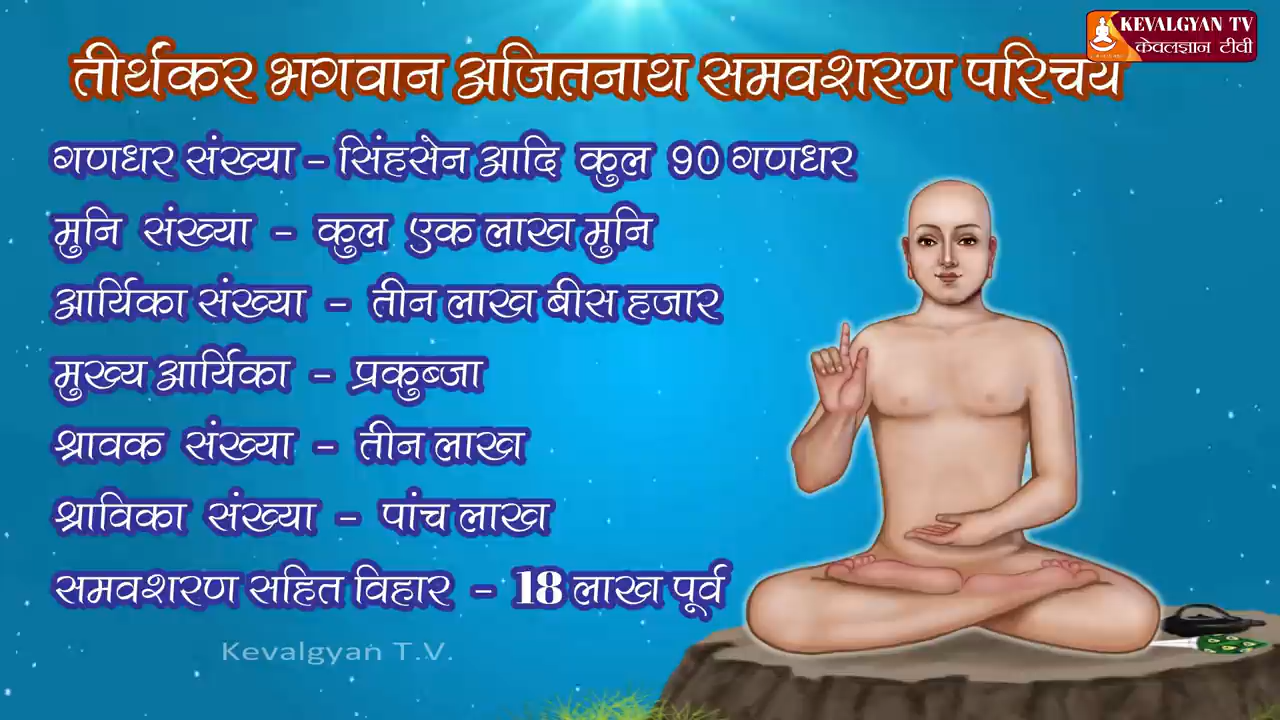 KEVALGYAN TV
केवलज्ञान टीवी
तीर्थकर भगवान अजितनाथ समवशरण परिचय
गणधर संख्या - सिंहसेन आदि कुल 90 गणधर
मुनि संख्या - कुल एक लाख मुनि
आर्यिका संख्या - तीन लाख बीस हजार
मुख्य आर्यिका - प्रकुब्जा
श्रावक संख्या - तीन लाख
श्राविका संख्या - पांच लाख
समवशरण सहित विहार - 18 लाख पूर्व
Kevalgyan T.V.